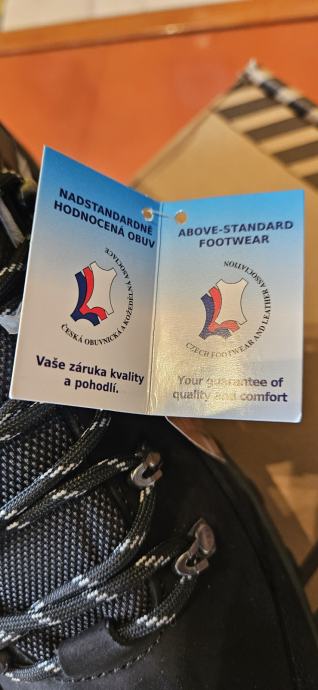 NADSTANDARDNĚ
HODNOCENÁ OBUV
ČESKÁ OBUVNICKÁ A KOŽEDĚLNÁ ASOCIACE
Vaše záruka kvality
a pohodlí.
ABOVE-STANDARD
FOOTWEAR
CZECH FOOTWEAR AND LEATHER ASSOCIATION
Your guarantee of
quality and comfort